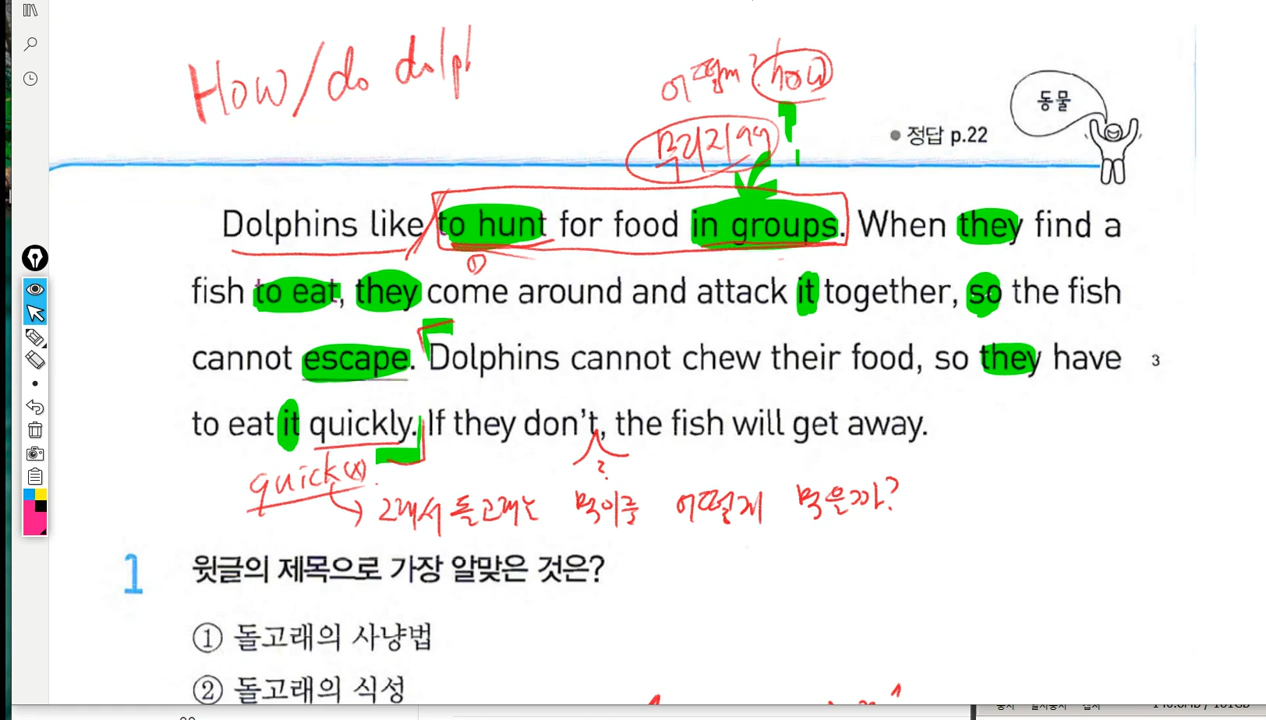 How/do dolph
어떻게? how
무리지어
동물
● 정답 p.22
Dolphins like to hunt for food in groups. When they find a
fish to eat, they come around and attack it together, so the fish
cannot escape. Dolphins cannot chew their food, so they have
3
to eat it quickly. If they don't, the fish will get away.
?
quick(x)
그래서 돌고래는 먹이를 어떻게 먹을까?
1 윗글의 제목으로 가장 알맞은 것은?
① 돌고래의 사냥법
② 돌고래의 식성